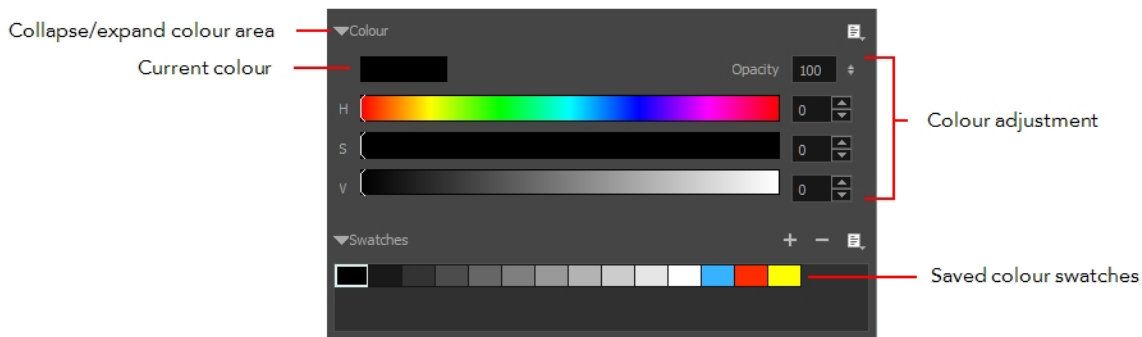 Collapse/expand colour area
Colour
Current colour
Opacity 100
H 0
Colour adjustment
S 0
V 0
Swatches
Saved colour swatches